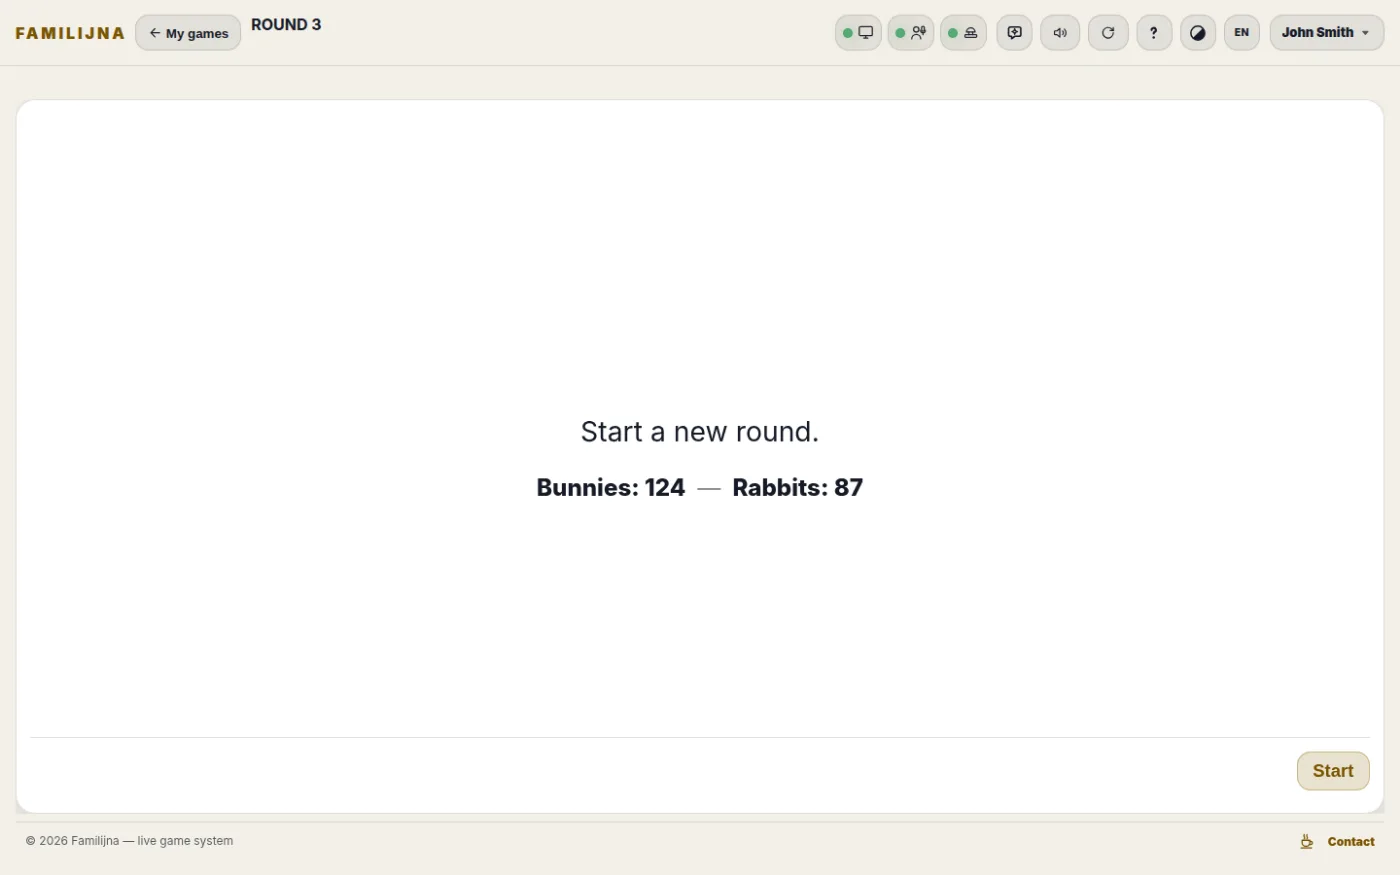 FAMILIJNA
← My games
ROUND 3
?
EN
John Smith
Start a new round.
Bunnies: 124 — Rabbits: 87
Start
© 2026 Familijna — live game system
Contact